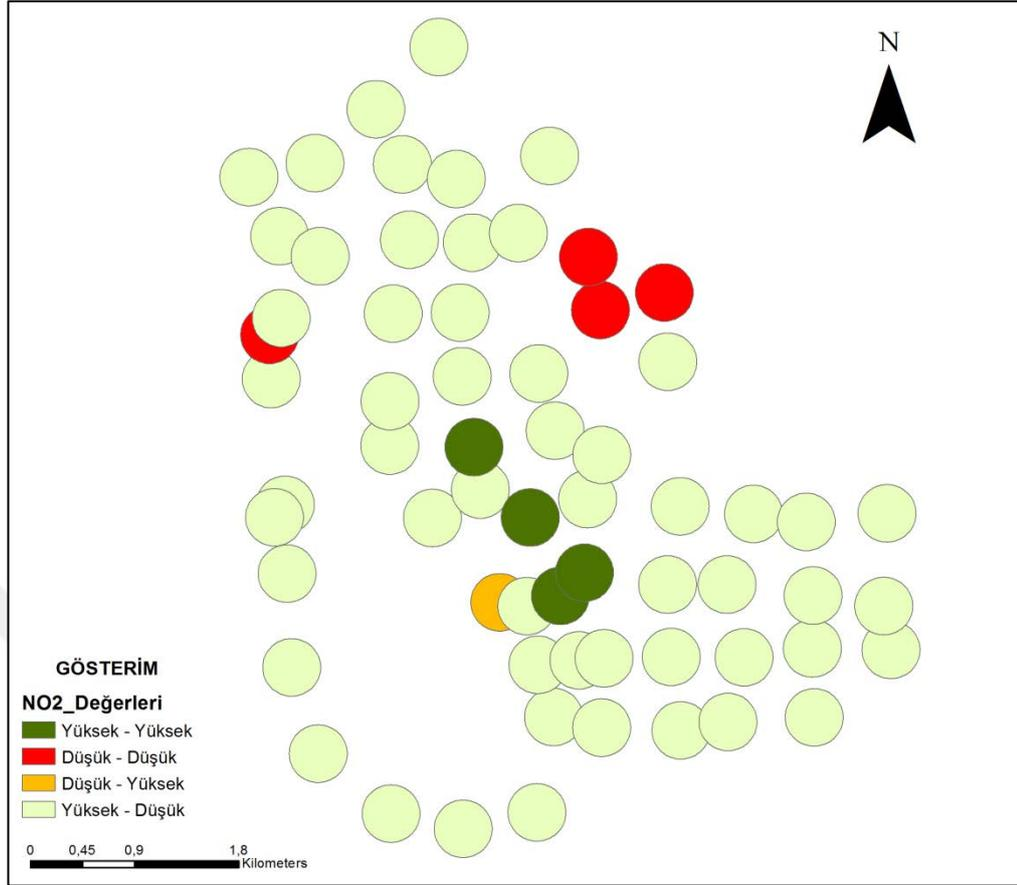 N
GÖSTERİM
NO2_Değerleri
Yüksek - Yüksek
Düşük - Düşük
Düşük - Yüksek
Yüksek - Düşük
0 0,45 0,9 1,8
Kilometers